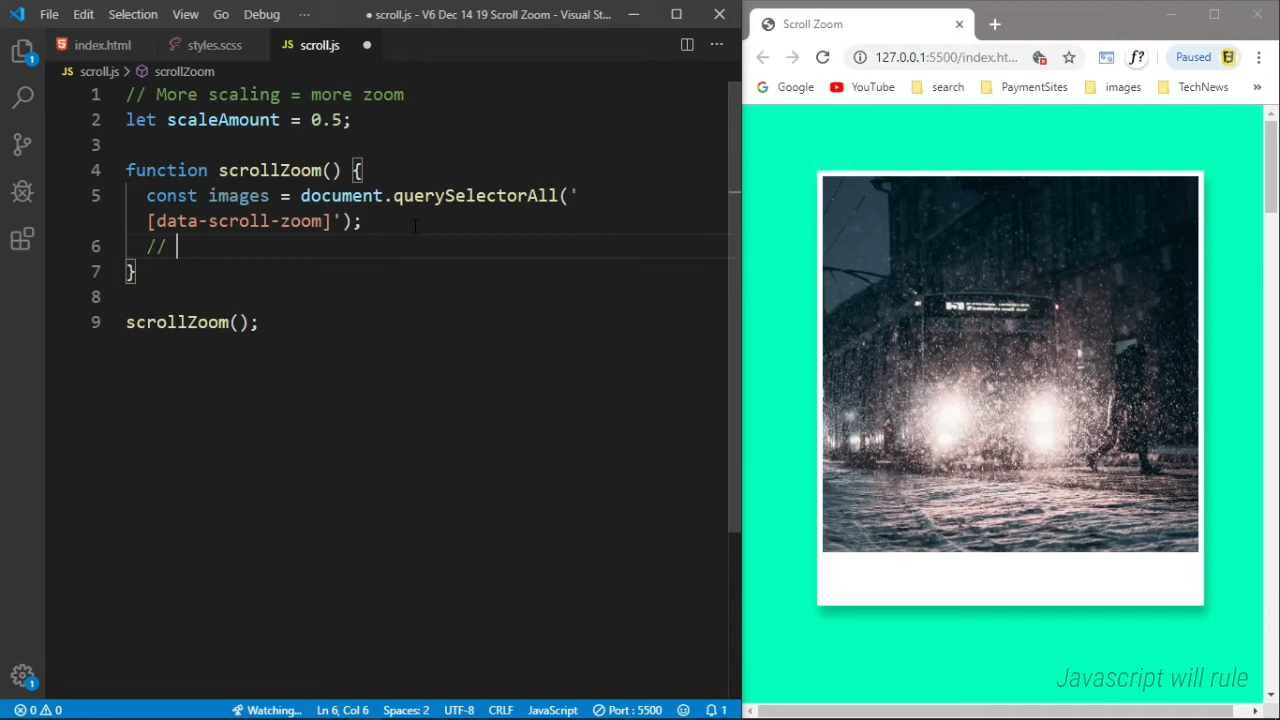 File Edit Selection View Go Debug ··· ● scroll.js - V6 Dec 14 19 Scroll Zoom - Visual St...
index.html styles.scss JS scroll.js ●
JS scroll.js > scrollZoom
1 More scaling = more zoom
2 let scaleAmount = 0.5;
3
4 function scrollZoom() {
5 const images = document.querySelectorAll('
[data-scroll-zoom]');
6 //
7 }
8
9 scrollZoom();
1
1
0 0 Watching... Ln 6, Col 6 Spaces: 2 UTF-8 CRLF JavaScript Port : 5500 1
Scroll Zoom
127.0.0.1:5500/index.ht... f? Paused
Google YouTube search PaymentSites images TechNews »
Javascript will rule